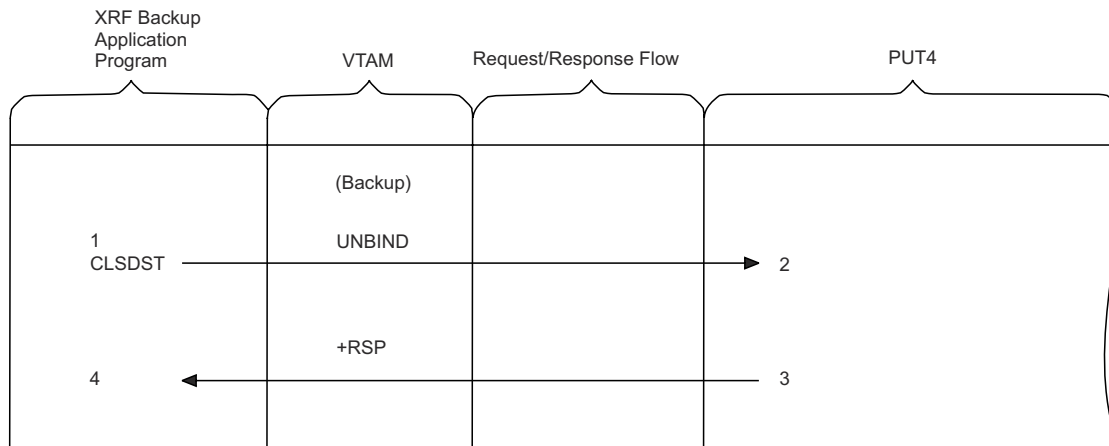 XRF Backup
Application
Program
VTAM
Request/Response Flow
PUT4
(Backup)
1
CLSDST
UNBIND
2
+RSP
4
3